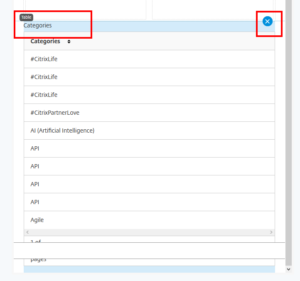 Table
Categories
Categories
#CitrixLife
#CitrixLife
#CitrixLife
#CitrixPartnerLove
AI (Artificial intelligence)
API
API
API
API
Agile
1 of
pages